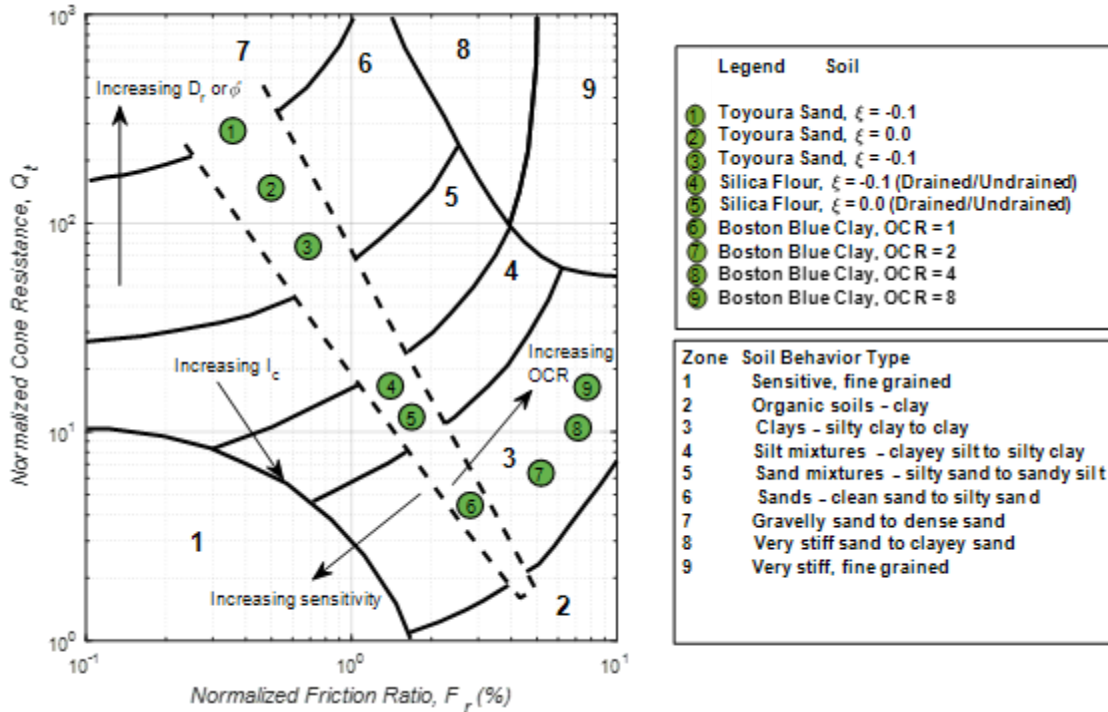 10³
7
6
8
9
Increasing D_r or ϕ
1
2
10²
5
3
4
Normalized Cone Resistance, Q_t
Increasing I_c
Increasing
OCR
4
9
5
8
10¹
3
7
6
1
Increasing sensitivity
2
10⁰
10⁻¹
10⁰
10¹
Normalized Friction Ratio, F_r (%)
Legend Soil
1 Toyoura Sand, ξ = -0.1
2 Toyoura Sand, ξ = 0.0
3 Toyoura Sand, ξ = -0.1
4 Silica Flour, ξ = -0.1 (Drained/Undrained)
5 Silica Flour, ξ = 0.0 (Drained/Undrained)
6 Boston Blue Clay, OCR = 1
7 Boston Blue Clay, OCR = 2
8 Boston Blue Clay, OCR = 4
9 Boston Blue Clay, OCR = 8
Zone Soil Behavior Type
1 Sensitive, fine grained
2 Organic soils - clay
3 Clays - silty clay to clay
4 Silt mixtures - clayey silt to silty clay
5 Sand mixtures - silty sand to sandy silt
6 Sands - clean sand to silty sand
7 Gravelly sand to dense sand
8 Very stiff sand to clayey sand
9 Very stiff, fine grained